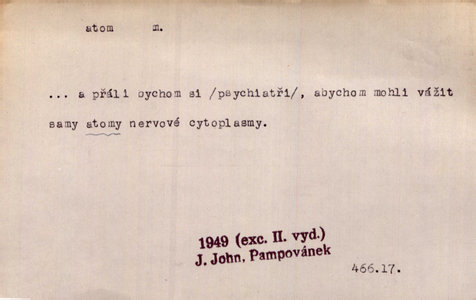 atom m.
... a přáli bychom si /psychiatři/, abychom mohli vážit
samy atomy nervové cytoplasmy.
1949 (exc. II. vyd.)
J. John, Pampovánek
466.17.